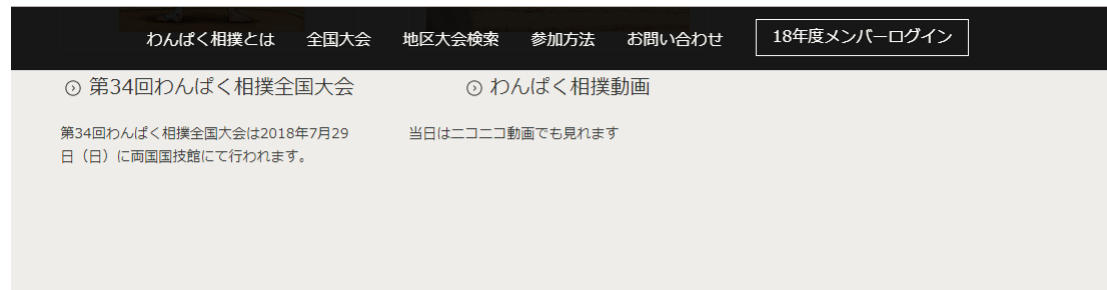 わんぱく相撲とは 全国大会 地区大会検索 参加方法 お問い合わせ 18年度メンバーログイン
第34回わんぱく相撲全国大会 わんぱく相撲動画
第34回わんぱく相撲全国大会は2018年7月29
日（日）に両国国技館にて行われます。
当日はニコニコ動画でも見れます